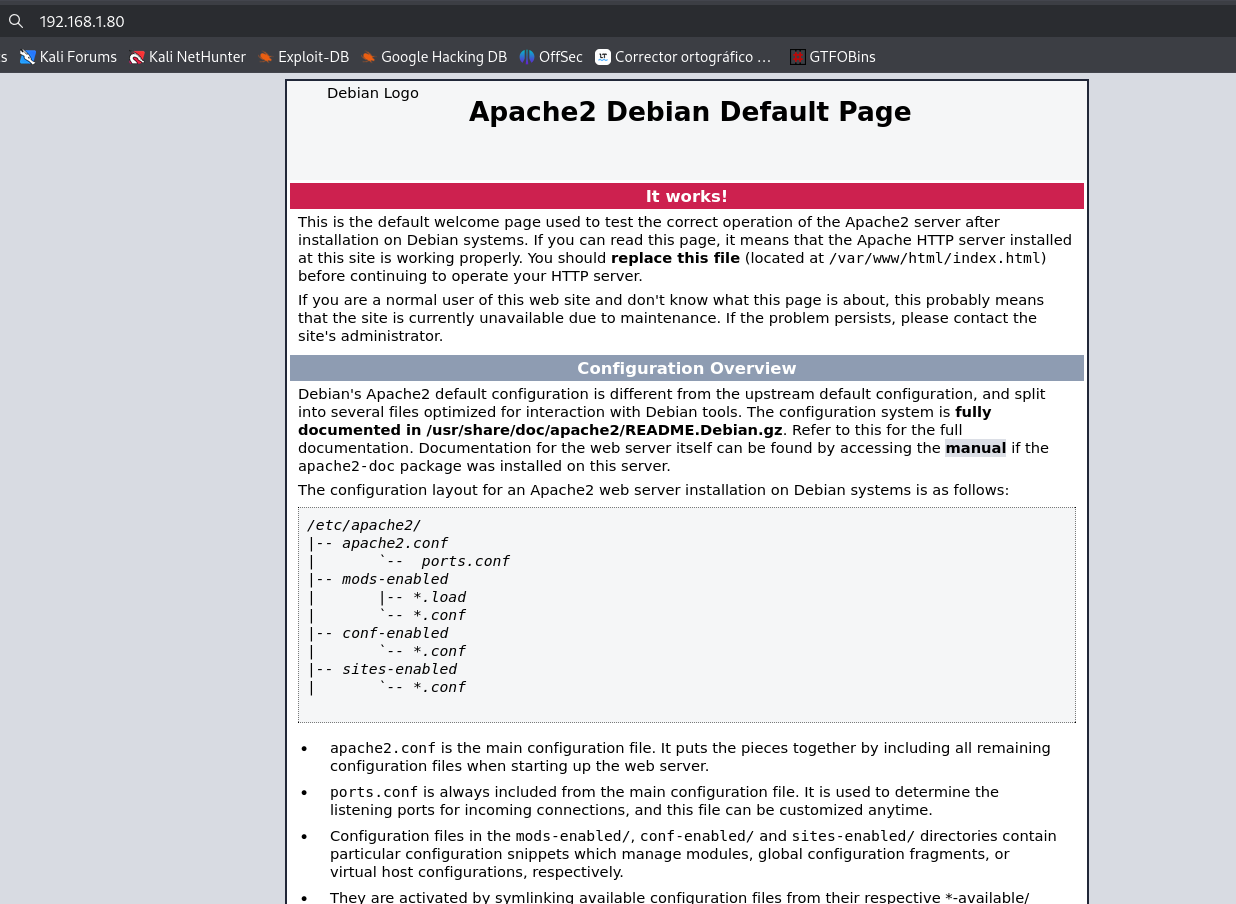 192.168.1.80
s Kali Forums Kali NetHunter Exploit-DB Google Hacking DB OffSec LT Corrector ortográfico ... GTFOBins
Debian Logo
Apache2 Debian Default Page
It works!
This is the default welcome page used to test the correct operation of the Apache2 server after
installation on Debian systems. If you can read this page, it means that the Apache HTTP server installed
at this site is working properly. You should replace this file (located at /var/www/html/index.html)
before continuing to operate your HTTP server.
If you are a normal user of this web site and don't know what this page is about, this probably means
that the site is currently unavailable due to maintenance. If the problem persists, please contact the
site's administrator.
Configuration Overview
Debian's Apache2 default configuration is different from the upstream default configuration, and split
into several files optimized for interaction with Debian tools. The configuration system is fully
documented in /usr/share/doc/apache2/README.Debian.gz. Refer to this for the full
documentation. Documentation for the web server itself can be found by accessing the manual if the
apache2-doc package was installed on this server.
The configuration layout for an Apache2 web server installation on Debian systems is as follows:
/etc/apache2/
|-- apache2.conf
|       `--  ports.conf
|-- mods-enabled
|       |-- *.load
|       `-- *.conf
|-- conf-enabled
|       `-- *.conf
|-- sites-enabled
|       `-- *.conf
• apache2.conf is the main configuration file. It puts the pieces together by including all remaining
configuration files when starting up the web server.
• ports.conf is always included from the main configuration file. It is used to determine the
listening ports for incoming connections, and this file can be customized anytime.
• Configuration files in the mods-enabled/, conf-enabled/ and sites-enabled/ directories contain
particular configuration snippets which manage modules, global configuration fragments, or
virtual host configurations, respectively.
• They are activated by symlinking available configuration files from their respective *-available/